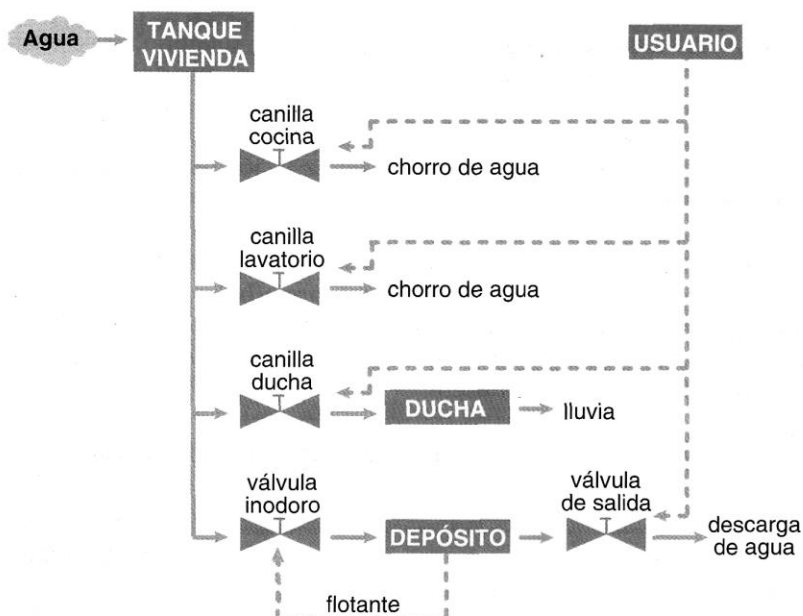 Agua
TANQUE
VIVIENDA
USUARIO
canilla
cocina
chorro de agua
canilla
lavatorio
chorro de agua
canilla
ducha
DUCHA
lluvia
válvula
inodoro
DEPÓSITO
válvula
de salida
descarga
de agua
flotante